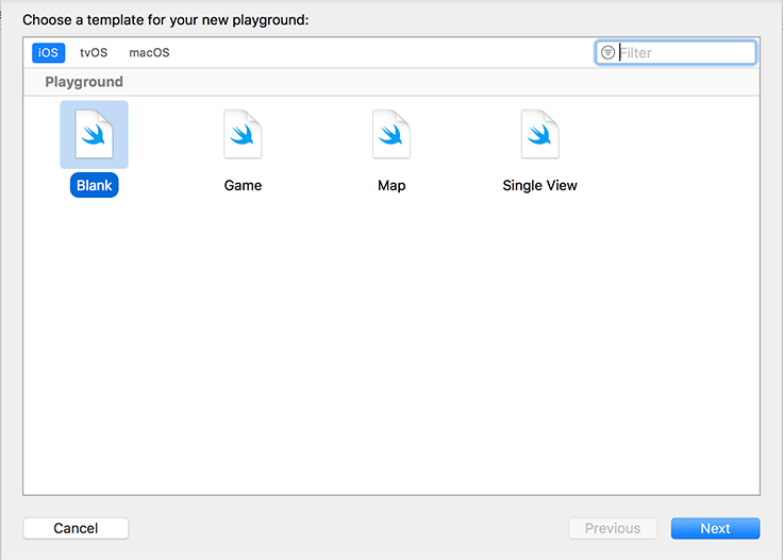 Choose a template for your new playground:
iOS tvOS macOS Filter
Playground
Blank Game Map Single View
Cancel Previous Next